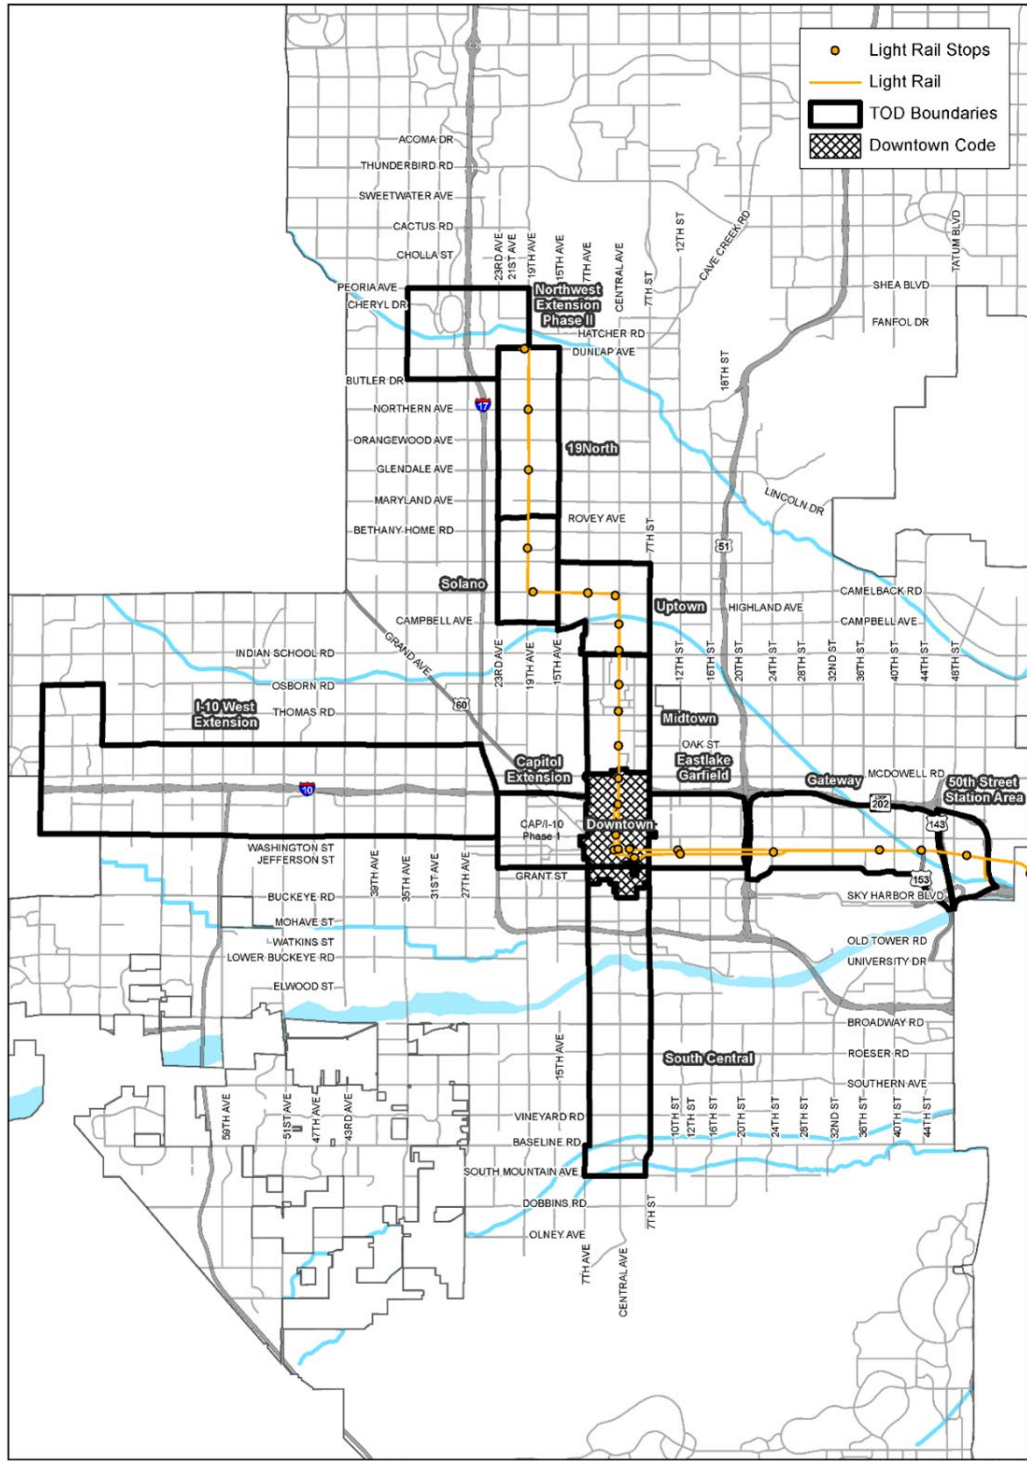 Light Rail Stops
Light Rail
TOD Boundaries
Downtown Code
ACOMA DR
THUNDERBIRD RD
SWEETWATER AVE
CACTUS RD
CHOLLA ST
23RD AVE
21ST AVE
19TH AVE
15TH AVE
7TH AVE
CENTRAL AVE
7TH ST
12TH ST
CAVE CREEK RD
TATUM BLVD
PEORIA AVE
CHERYL DR
Northwest
Extension
Phase II
HATCHER RD
DUNLAP AVE
SHEA BLVD
FANFOL DR
18TH ST
BUTLER DR
17
NORTHERN AVE
ORANGEWOOD AVE
19North
GLENDALE AVE
MARYLAND AVE
LINCOLN DR
BETHANY HOME RD
ROVEY AVE
7TH ST
51
Solano
Uptown
CAMELBACK RD
HIGHLAND AVE
CAMPBELL AVE
CAMPBELL AVE
GRAND AVE
INDIAN SCHOOL RD
OSBORN RD
60
23RD AVE
19TH AVE
15TH AVE
12TH ST
16TH ST
20TH ST
24TH ST
28TH ST
32ND ST
36TH ST
40TH ST
44TH ST
48TH ST
I-10 West
Extension
THOMAS RD
Midtown
OAK ST
Capitol
Extension
Eastlake
Garfield
Gateway
MCDOWELL RD
50th Street
Station Area
10
LOOP
202
143
CAP/I-10
Phase 1
Downtown
WASHINGTON ST
JEFFERSON ST
39TH AVE
35TH AVE
31ST AVE
27TH AVE
GRANT ST
153
BUCKEYE RD
SKY HARBOR BLVD
MOHAVE ST
WATKINS ST
LOWER BUCKEYE RD
OLD TOWER RD
UNIVERSITY DR
ELWOOD ST
BROADWAY RD
15TH AVE
South Central
ROESER RD
SOUTHERN AVE
59TH AVE
51ST AVE
47TH AVE
43RD AVE
VINEYARD RD
10TH ST
12TH ST
16TH ST
20TH ST
24TH ST
28TH ST
32ND ST
36TH ST
40TH ST
44TH ST
BASELINE RD
SOUTH MOUNTAIN AVE
DOBBINS RD
7TH ST
OLNEY AVE
7TH AVE
CENTRAL AVE